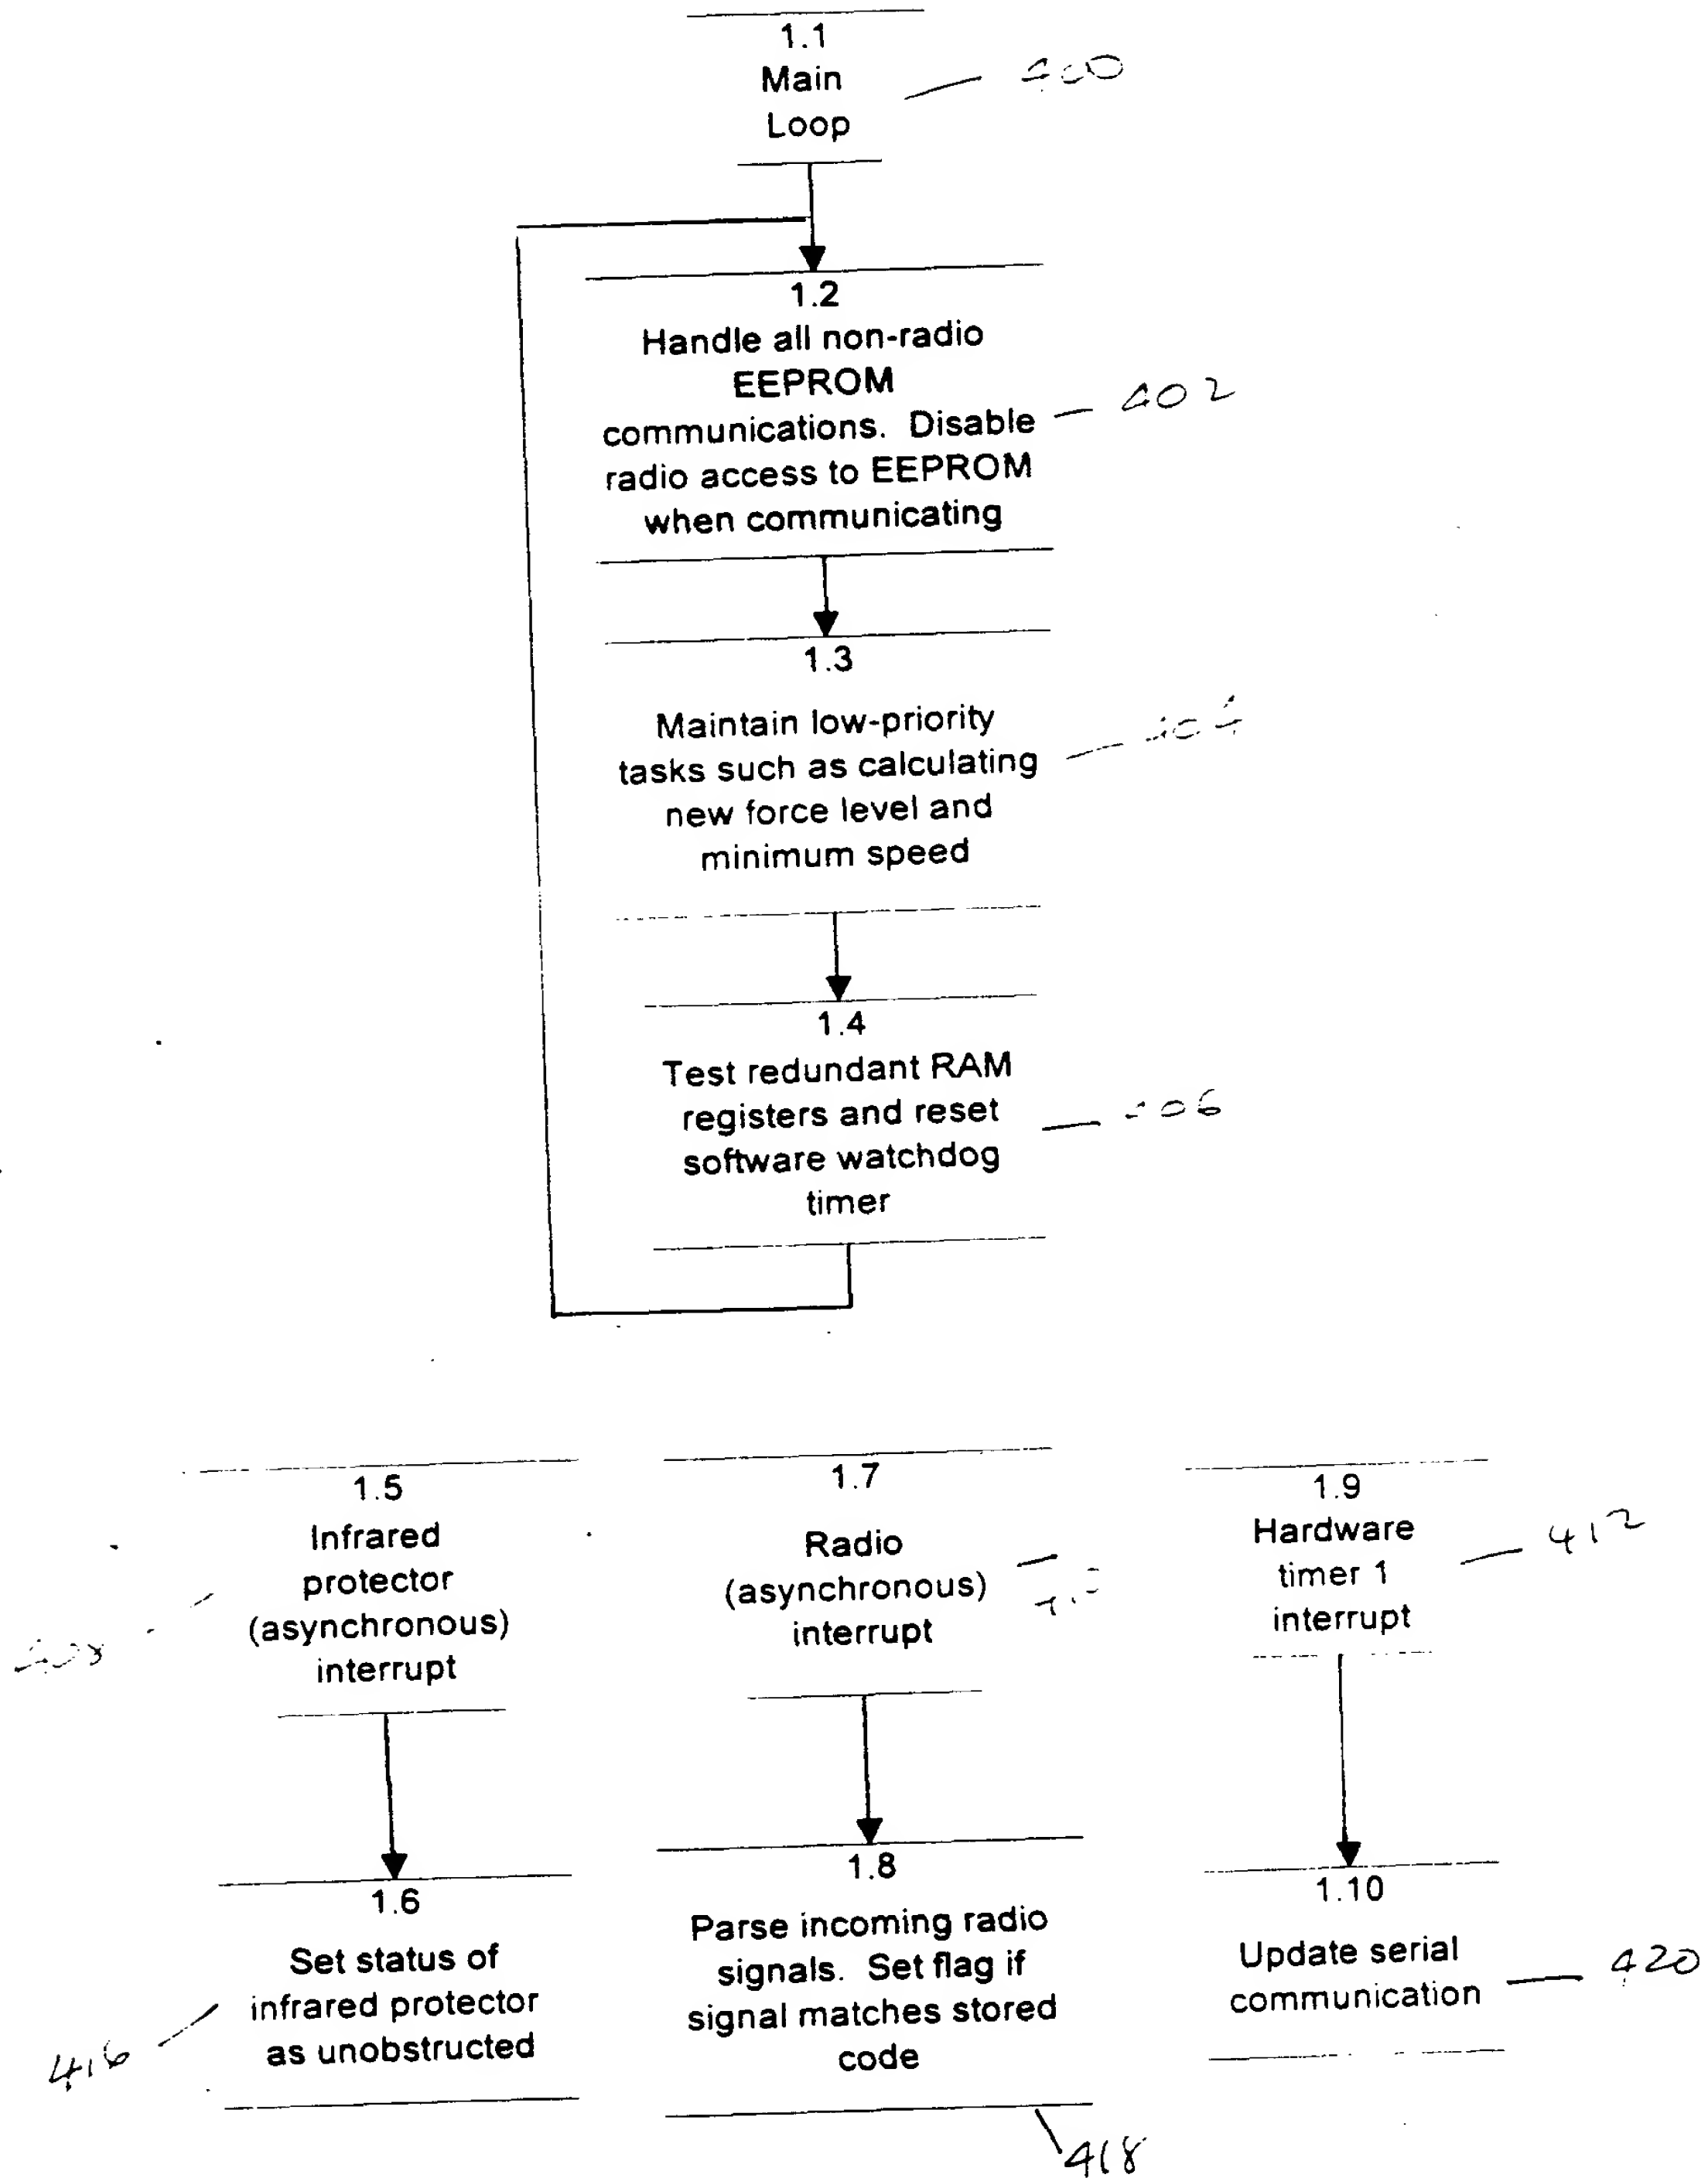 1.1
Main
Loop
400
1.2
Handle all non-radio
EEPROM
communications. Disable
radio access to EEPROM
when communicating
402
1.3
Maintain low-priority
tasks such as calculating
new force level and
minimum speed
404
1.4
Test redundant RAM
registers and reset
software watchdog
timer
406
1.5
Infrared
protector
(asynchronous)
interrupt
408
1.7
Radio
(asynchronous)
interrupt
1.9
Hardware
timer 1
interrupt
412
1.6
Set status of
infrared protector
as unobstructed
416
1.8
Parse incoming radio
signals. Set flag if
signal matches stored
code
418
1.10
Update serial
communication
420